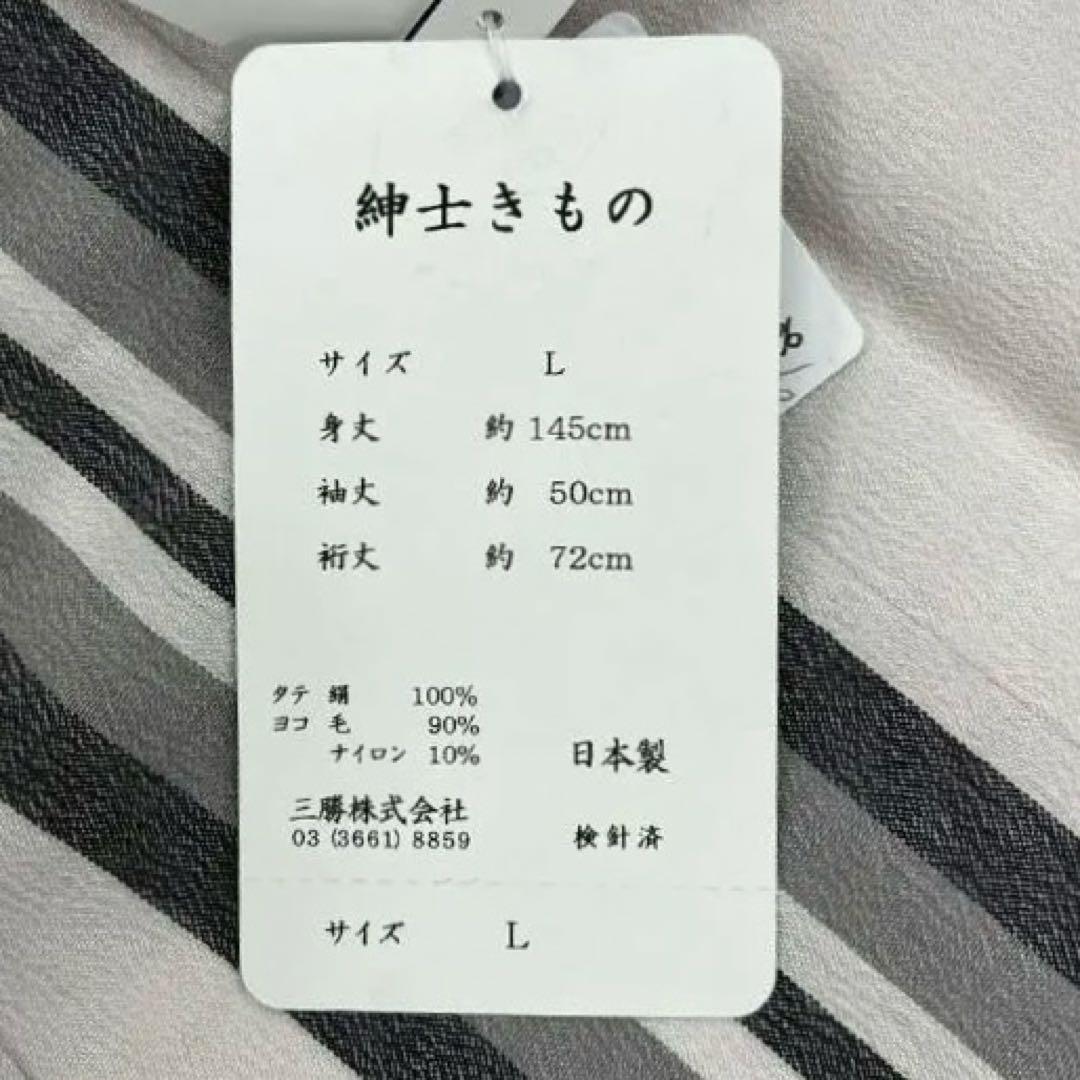 紳士きもの
サイズ L
身丈 約 145cm
袖丈 約 50cm
裄丈 約 72cm
タテ 絹 100%
ヨコ 毛 90%
ナイロン 10%
日本製
三勝株式会社
03 (3661) 8859
検針済
サイズ L
%